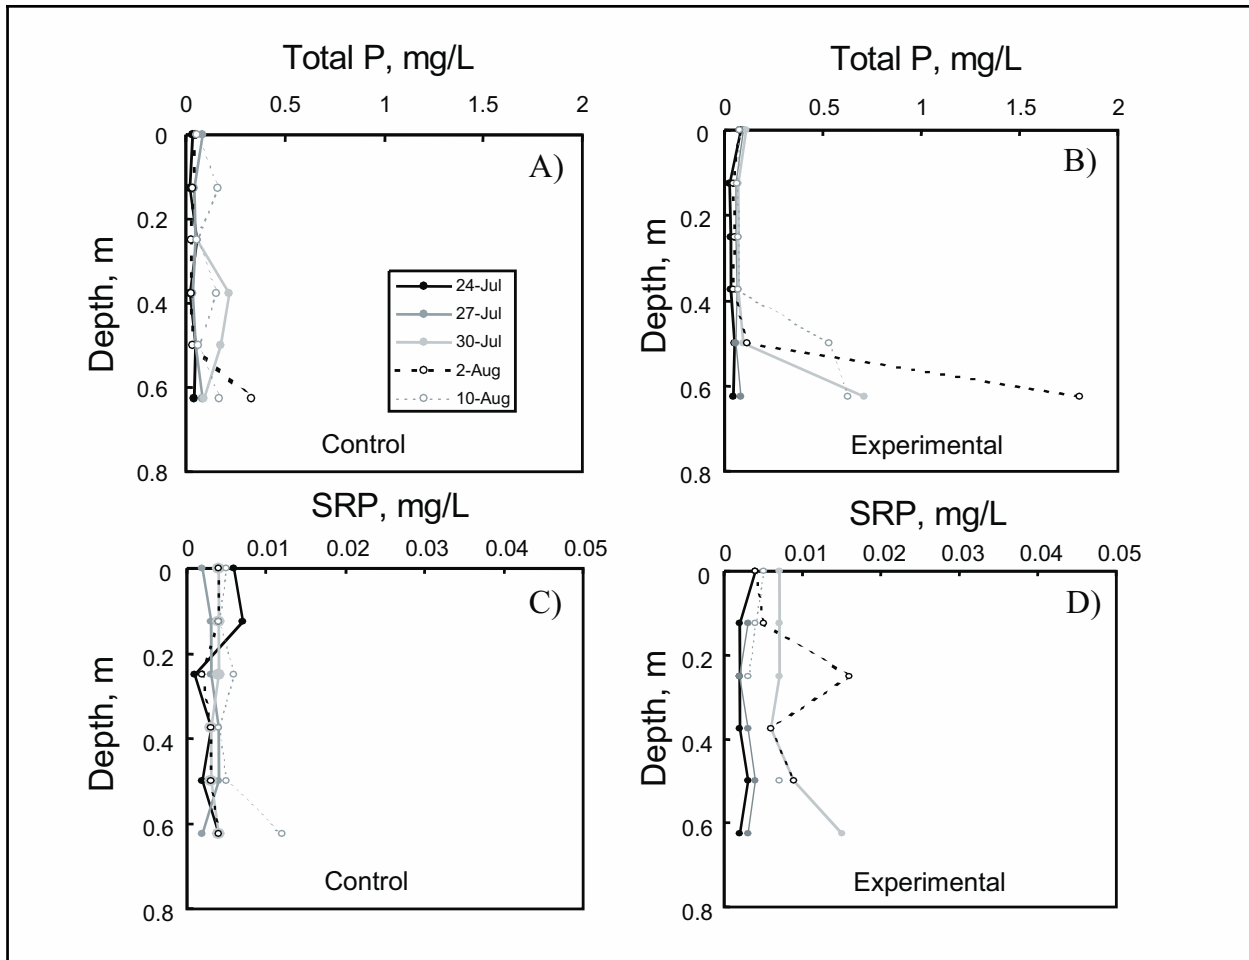 Total P, mg/L
0 0.5 1 1.5 2
0
0.2
0.4
0.6
0.8
Depth, m
A)
24-Jul
27-Jul
30-Jul
2-Aug
10-Aug
Control
Total P, mg/L
0 0.5 1 1.5 2
0
0.2
0.4
0.6
0.8
Depth, m
B)
Experimental
SRP, mg/L
0 0.01 0.02 0.03 0.04 0.05
0
0.2
0.4
0.6
0.8
Depth, m
C)
Control
SRP, mg/L
0 0.01 0.02 0.03 0.04 0.05
0
0.2
0.4
0.6
0.8
Depth, m
D)
Experimental